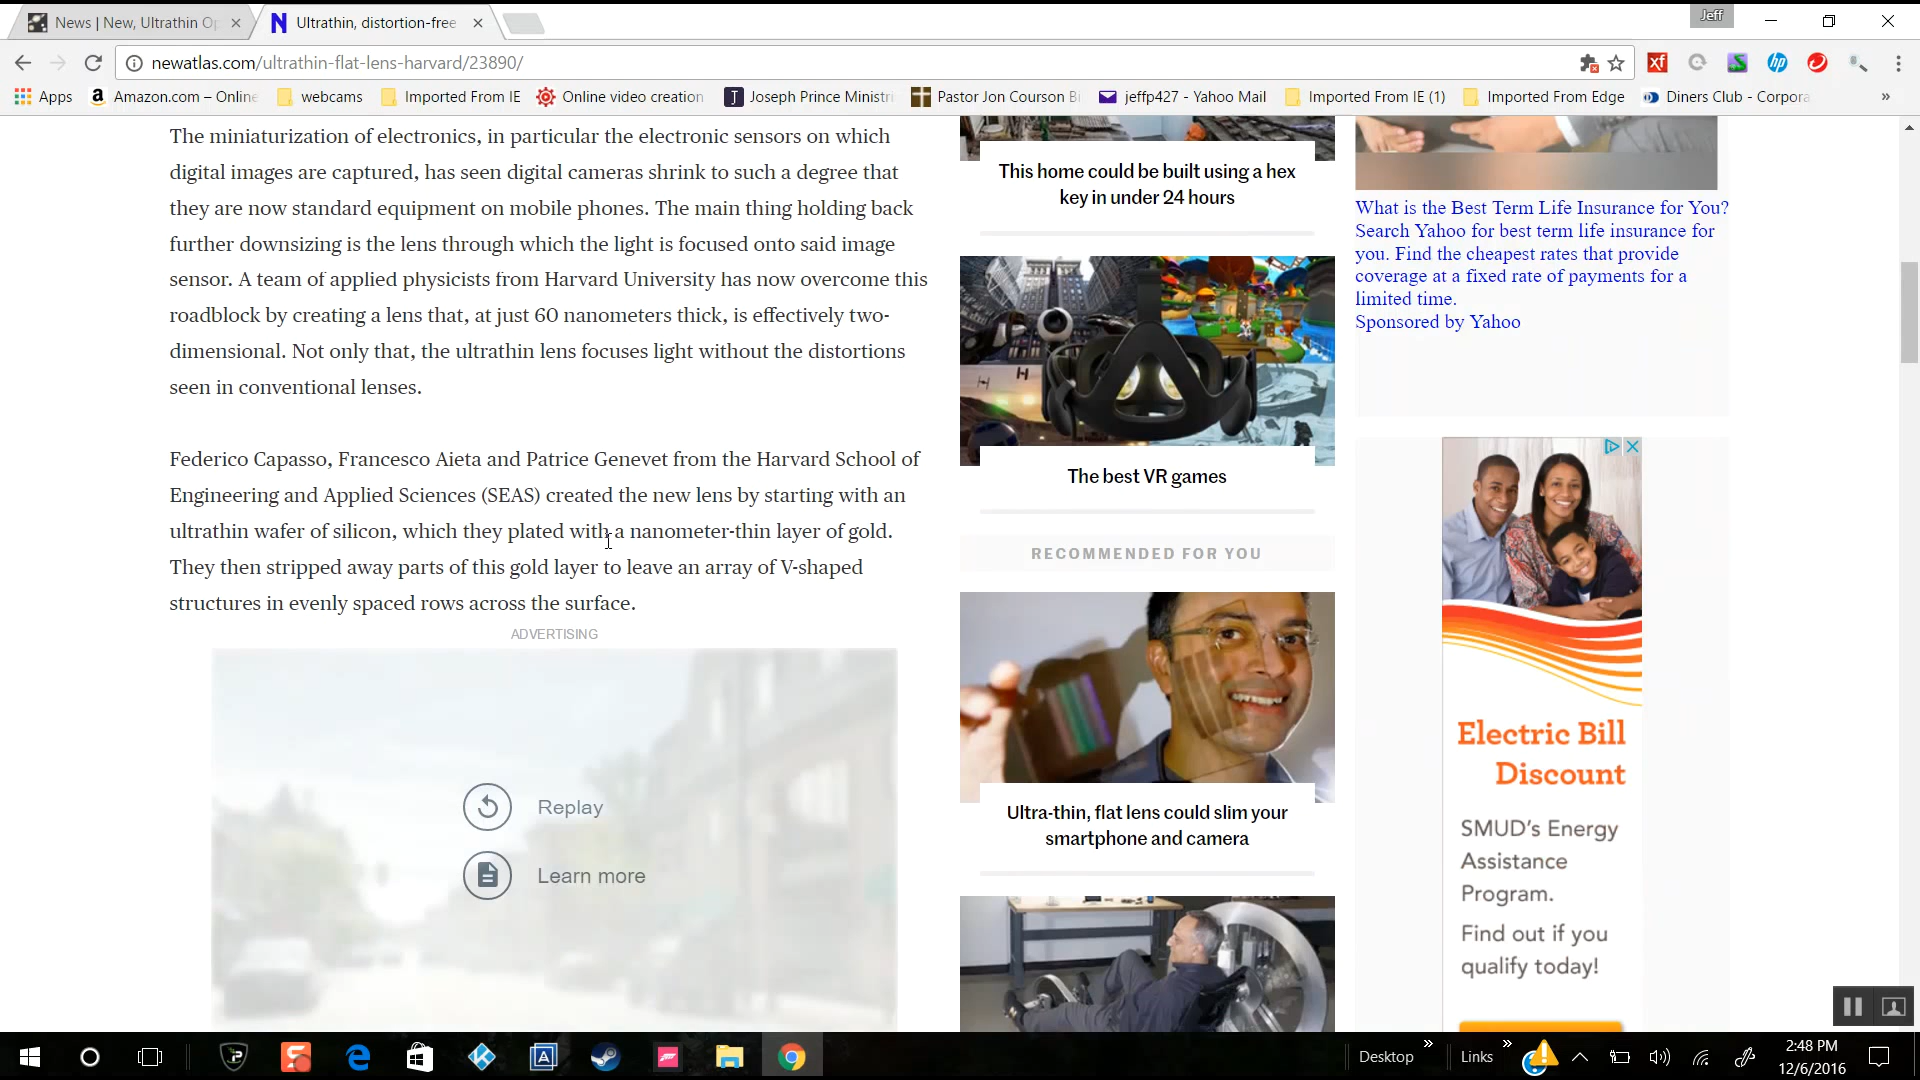 News | New, Ultrathin Op
Ultrathin, distortion-free
Jeff
newatlas.com/ultrathin-flat-lens-harvard/23890/
Apps
Amazon.com – Online
webcams
Imported From IE
Online video creation
Joseph Prince Ministri
Pastor Jon Courson Bi
jeffp427 - Yahoo Mail
Imported From IE (1)
Imported From Edge
Diners Club - Corpora
The miniaturization of electronics, in particular the electronic sensors on which
digital images are captured, has seen digital cameras shrink to such a degree that
they are now standard equipment on mobile phones. The main thing holding back
further downsizing is the lens through which the light is focused onto said image
sensor. A team of applied physicists from Harvard University has now overcome this
roadblock by creating a lens that, at just 60 nanometers thick, is effectively two-
dimensional. Not only that, the ultrathin lens focuses light without the distortions
seen in conventional lenses.
Federico Capasso, Francesco Aieta and Patrice Genevet from the Harvard School of
Engineering and Applied Sciences (SEAS) created the new lens by starting with an
ultrathin wafer of silicon, which they plated with a nanometer-thin layer of gold.
They then stripped away parts of this gold layer to leave an array of V-shaped
structures in evenly spaced rows across the surface.
ADVERTISING
Replay
Learn more
This home could be built using a hex
key in under 24 hours
The best VR games
RECOMMENDED FOR YOU
Ultra-thin, flat lens could slim your
smartphone and camera
What is the Best Term Life Insurance for You?
Search Yahoo for best term life insurance for
you. Find the cheapest rates that provide
coverage at a fixed rate of payments for a
limited time.
Sponsored by Yahoo
Electric Bill
Discount
SMUD's Energy
Assistance
Program.
Find out if you
qualify today!
Desktop
Links
2:48 PM
12/6/2016